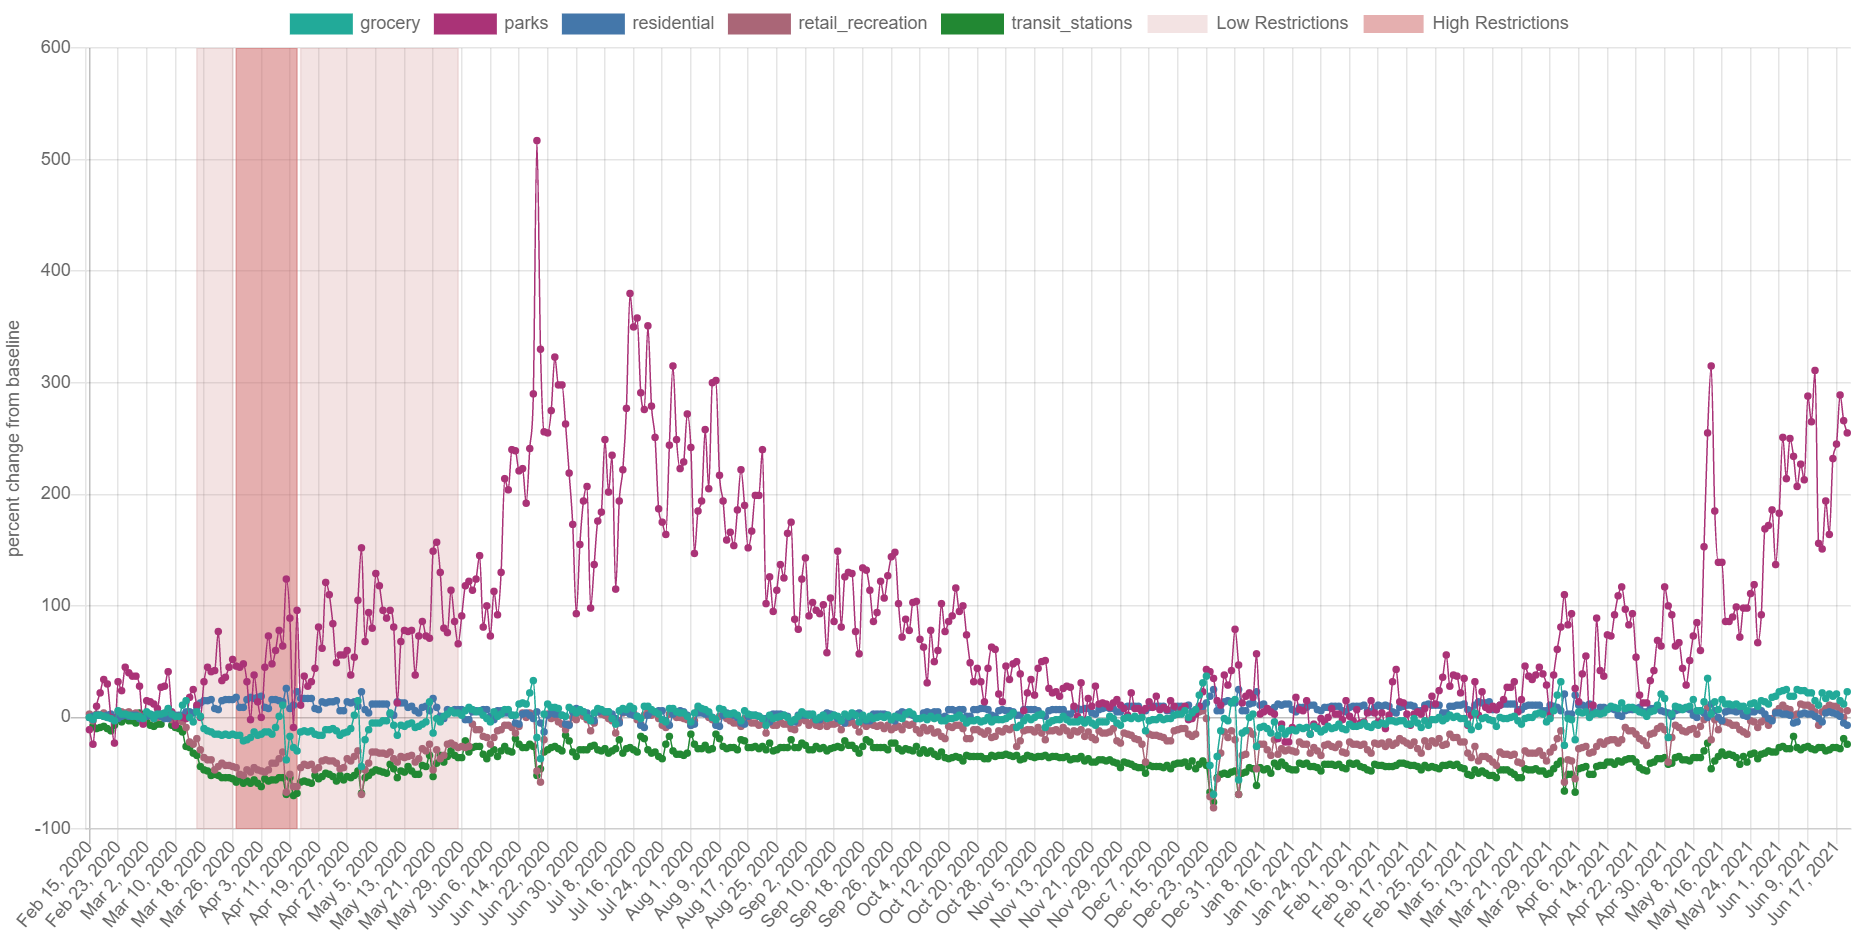 grocery parks residential retail_recreation transit_stations Low Restrictions High Restrictions
percent change from baseline
600
500
400
300
200
100
0
-100
Feb 15, 2020
Feb 23, 2020
Mar 2, 2020
Mar 10, 2020
Mar 18, 2020
Mar 26, 2020
Apr 3, 2020
Apr 11, 2020
Apr 19, 2020
Apr 27, 2020
May 5, 2020
May 13, 2020
May 21, 2020
May 29, 2020
Jun 6, 2020
Jun 14, 2020
Jun 22, 2020
Jun 30, 2020
Jul 8, 2020
Jul 16, 2020
Jul 24, 2020
Aug 1, 2020
Aug 9, 2020
Aug 17, 2020
Aug 25, 2020
Sep 2, 2020
Sep 10, 2020
Sep 18, 2020
Sep 26, 2020
Oct 4, 2020
Oct 12, 2020
Oct 20, 2020
Oct 28, 2020
Nov 5, 2020
Nov 13, 2020
Nov 21, 2020
Nov 29, 2020
Dec 7, 2020
Dec 15, 2020
Dec 23, 2020
Dec 31, 2020
Jan 8, 2021
Jan 16, 2021
Jan 24, 2021
Feb 1, 2021
Feb 9, 2021
Feb 17, 2021
Feb 25, 2021
Mar 5, 2021
Mar 13, 2021
Mar 21, 2021
Mar 29, 2021
Apr 6, 2021
Apr 14, 2021
Apr 22, 2021
Apr 30, 2021
May 8, 2021
May 16, 2021
May 24, 2021
Jun 1, 2021
Jun 9, 2021
Jun 17, 2021